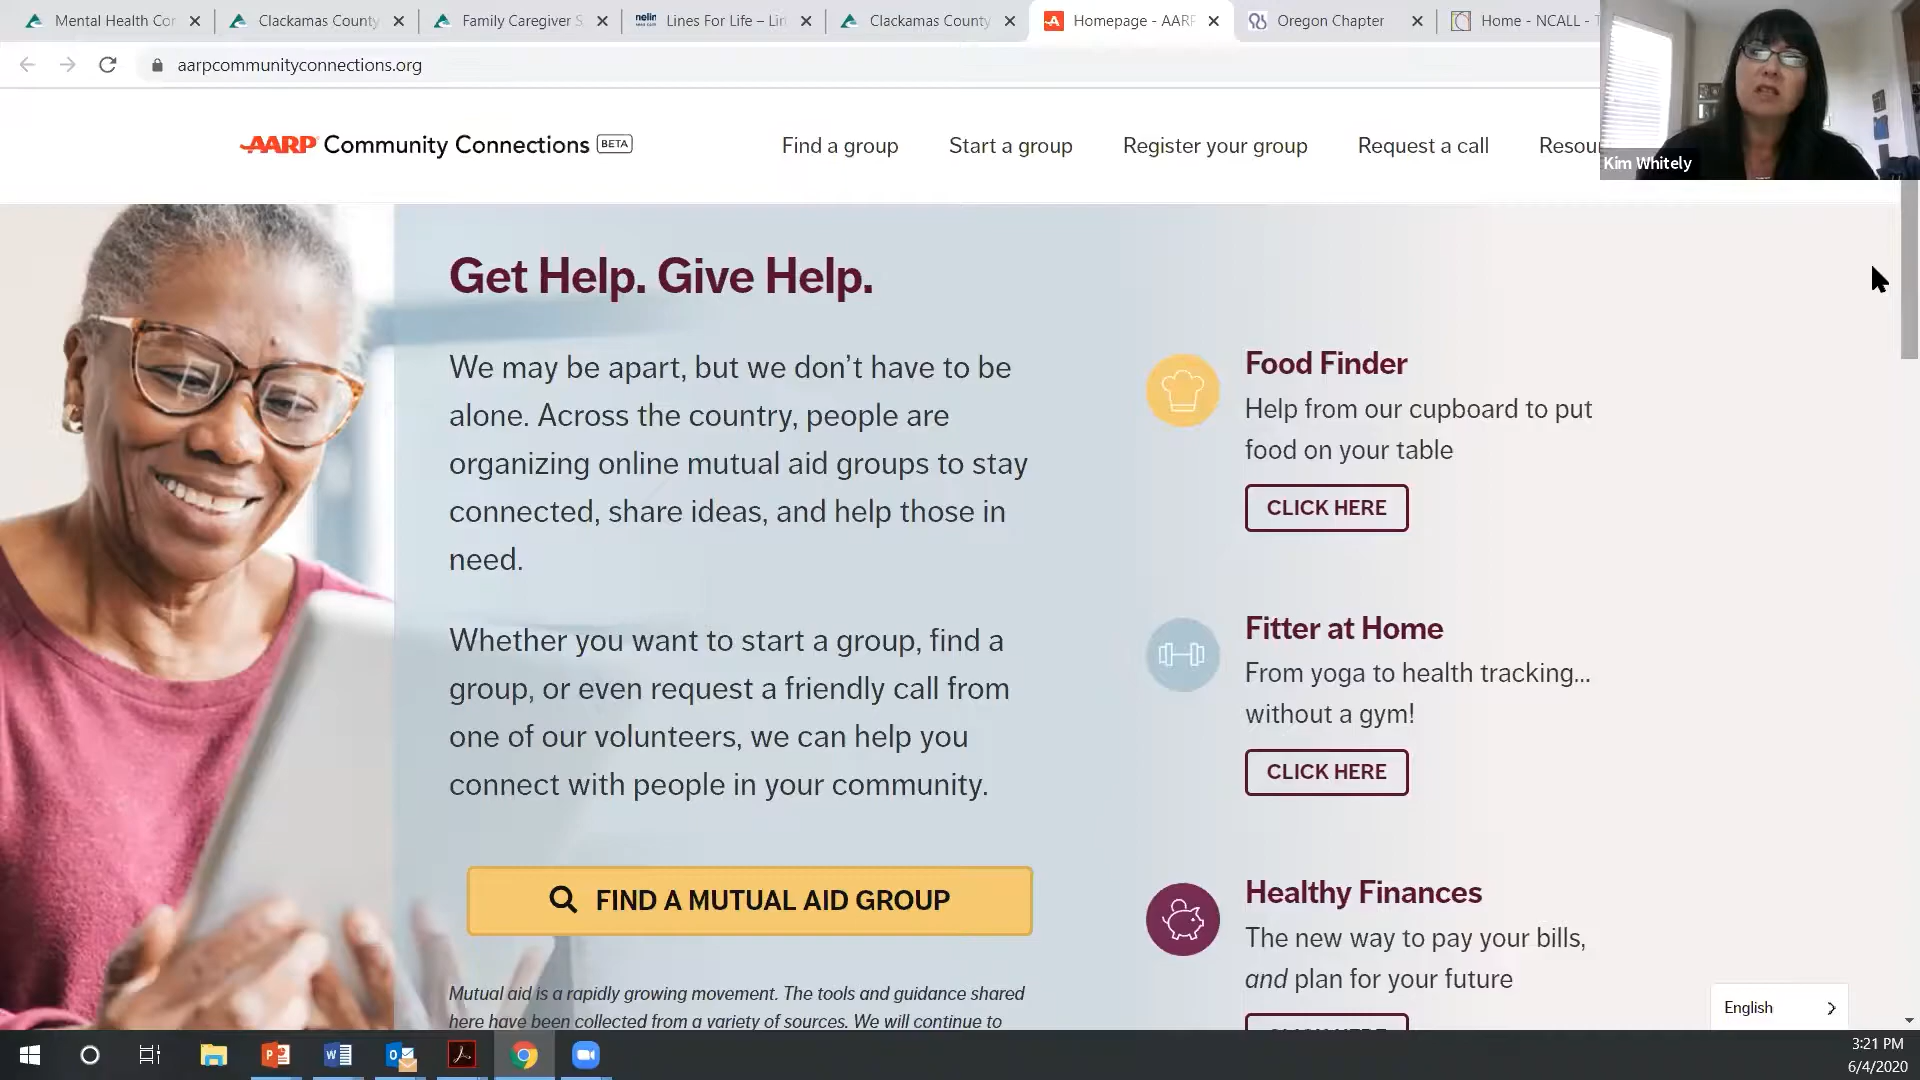 Mental Health Cor
Clackamas County
Family Caregiver S
nelin
Lines For Life – Lin
Clackamas County
Homepage - AARP
Oregon Chapter
Home - NCALL - T
aarpcommunityconnections.org
AARP Community Connections BETA
Find a group
Start a group
Register your group
Request a call
Resou
Kim Whitely
Get Help. Give Help.
We may be apart, but we don't have to be
alone. Across the country, people are
organizing online mutual aid groups to stay
connected, share ideas, and help those in
need.
Whether you want to start a group, find a
group, or even request a friendly call from
one of our volunteers, we can help you
connect with people in your community.
FIND A MUTUAL AID GROUP
Mutual aid is a rapidly growing movement. The tools and guidance shared
here have been collected from a variety of sources. We will continue to
Food Finder
Help from our cupboard to put
food on your table
CLICK HERE
Fitter at Home
From yoga to health tracking...
without a gym!
CLICK HERE
Healthy Finances
The new way to pay your bills,
and plan for your future
CLICK HERE
English
3:21 PM
6/4/2020